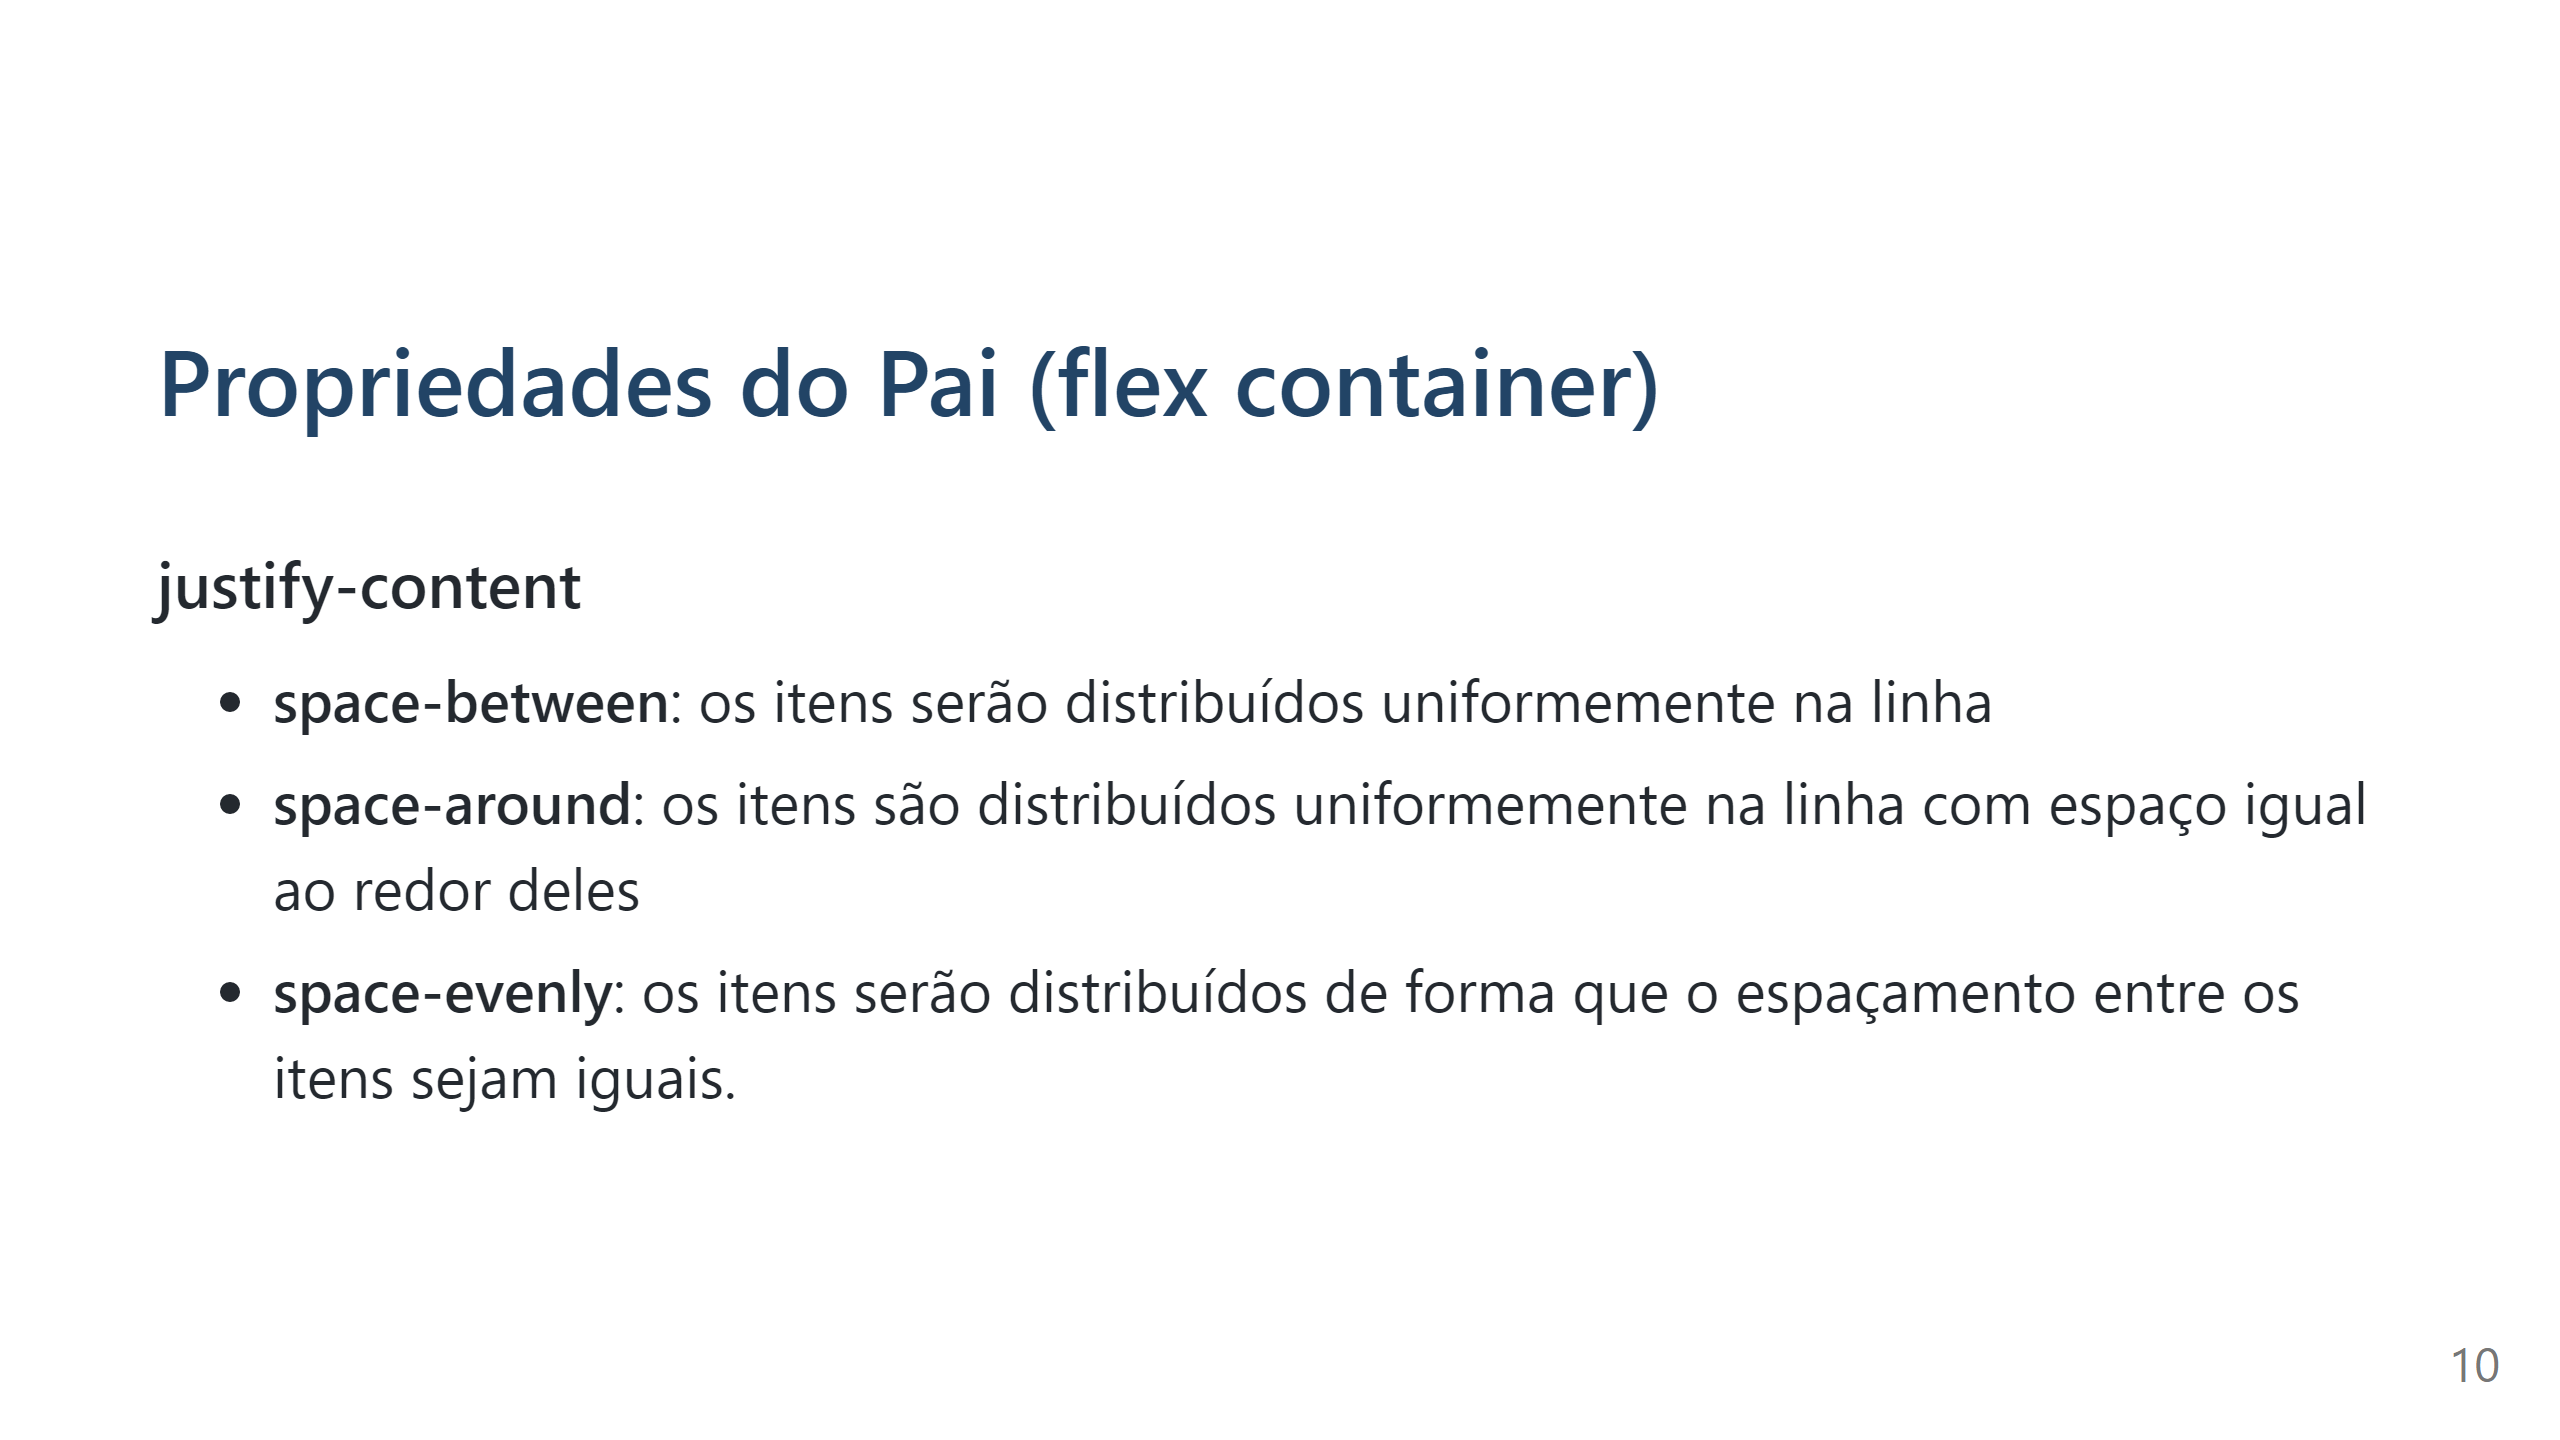 Propriedades do Pai (flex container)
justify-content
• space-between: os itens serão distribuídos uniformemente na linha
• space-around: os itens são distribuídos uniformemente na linha com espaço igual
ao redor deles
• space-evenly: os itens serão distribuídos de forma que o espaçamento entre os
itens sejam iguais.
10